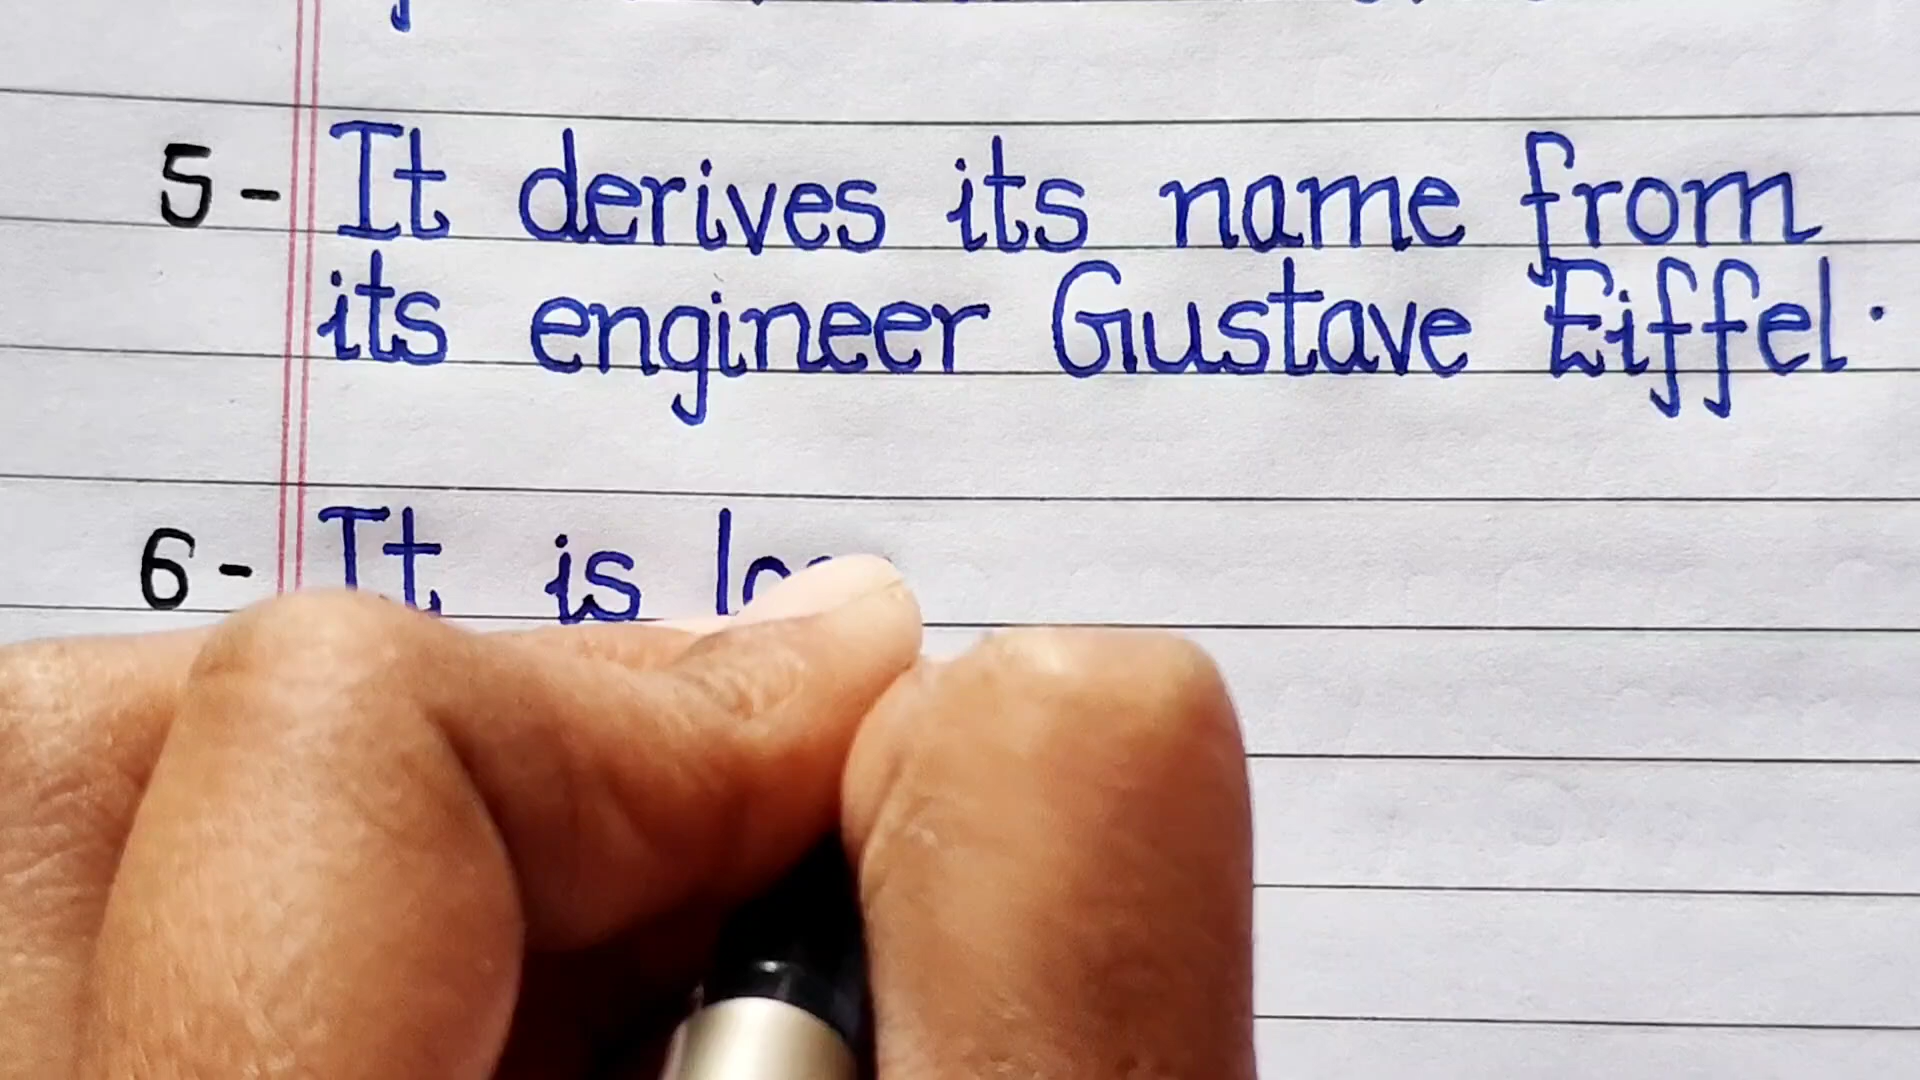 5- It derives its name from
its engineer Gustave Eiffel.
6- It is